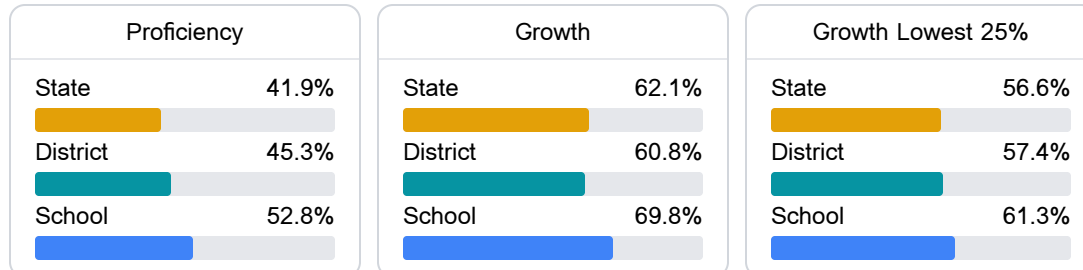 Proficiency
State 41.9%
District 45.3%
School 52.8%
Growth
State 62.1%
District 60.8%
School 69.8%
Growth Lowest 25%
State 56.6%
District 57.4%
School 61.3%